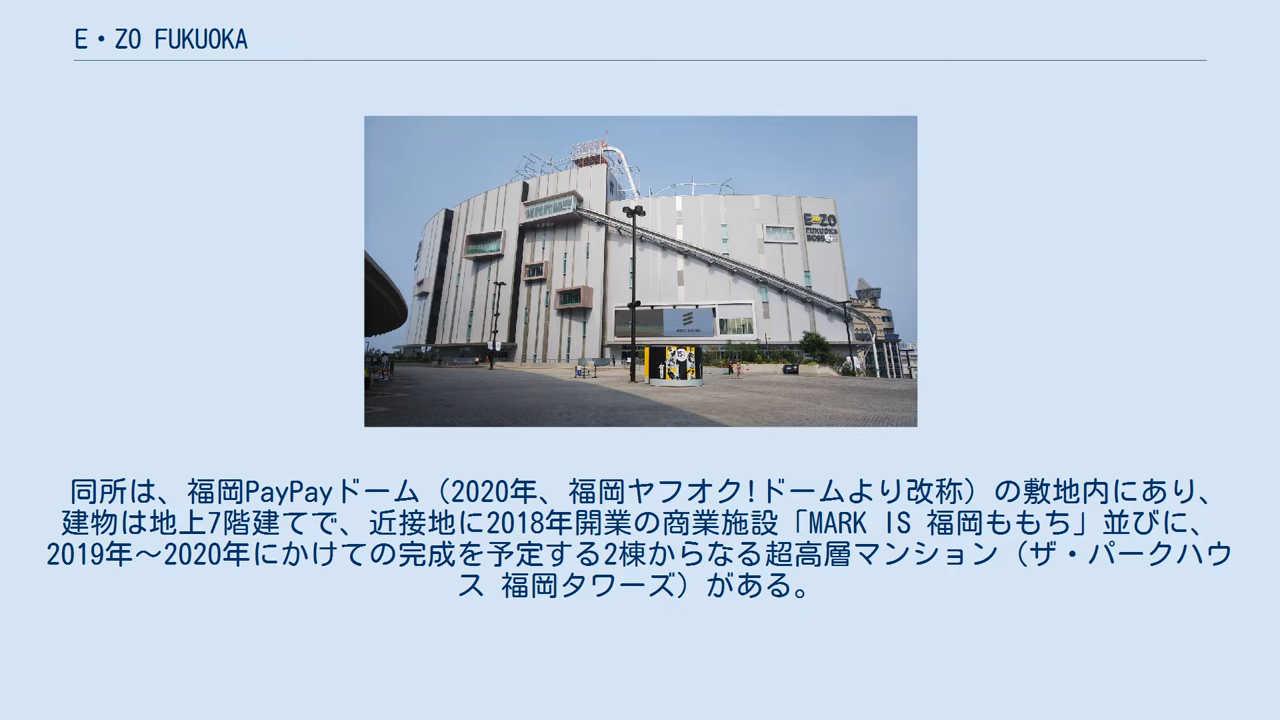 E・ZO FUKUOKA
E・ZO
FUKUOKA
同所は、福岡PayPayドーム（2020年、福岡ヤフオク!ドームより改称）の敷地内にあり、
建物は地上7階建てで、近接地に2018年開業の商業施設「MARK IS 福岡ももち」並びに、
2019年～2020年にかけての完成を予定する2棟からなる超高層マンション（ザ・パークハウ
ス 福岡タワーズ）がある。